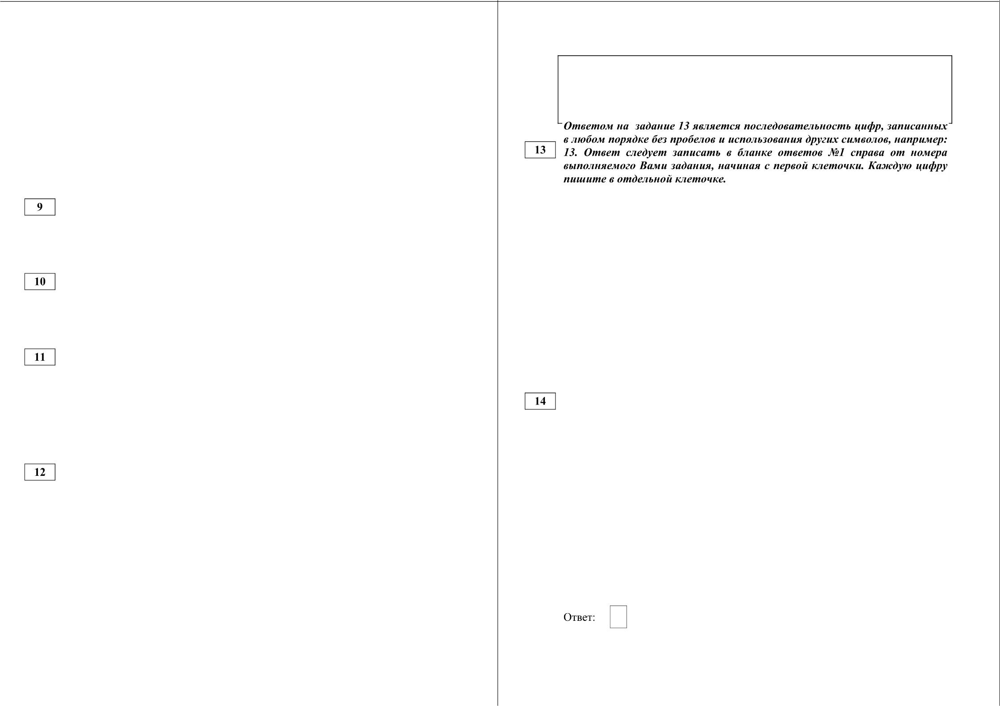 9
10
11
12
Ответом на  задание 13 является последовательность цифр, записанных
в любом порядке без пробелов и использования других символов, например:
13
13. Ответ следует записать в бланке ответов №1 справа от номера
выполняемого Вами задания, начиная с первой клеточки. Каждую цифру
пишите в отдельной клеточке.
14
Ответ: